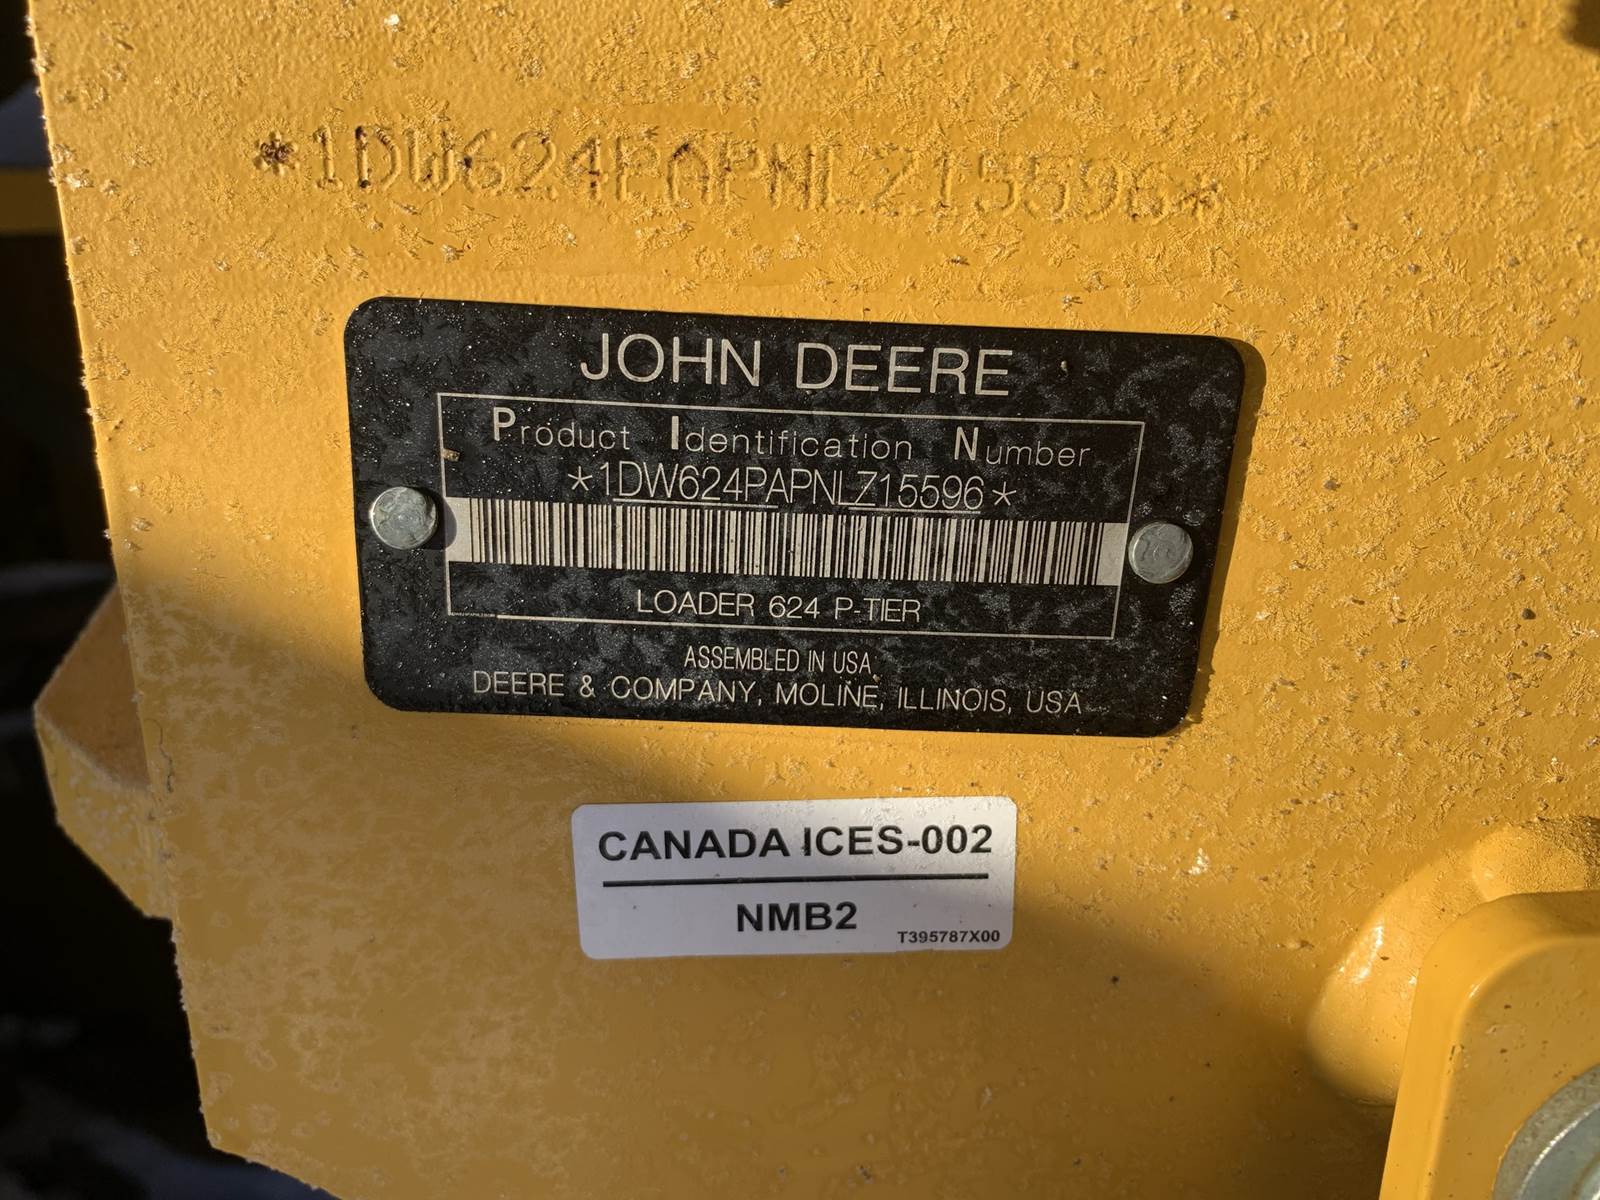 *1DW624PAPNLZ15596*
JOHN DEERE
Product Identification Number
*1DW624PAPNLZ15596*
LOADER 624 P-TIER
ASSEMBLED IN USA
DEERE & COMPANY, MOLINE, ILLINOIS, USA
CANADA ICES-002
NMB2
T395787X00